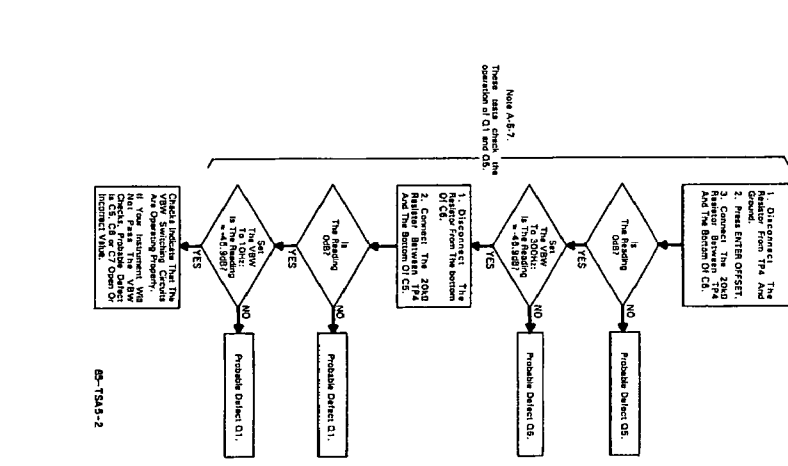 1. Disconnect The
Resistor From TP4 And
Ground.
2. Press ENTER OFFSET.
3. Connect The 20kΩ
Resistor Between TP4
And The Bottom Of C6.
Is
The Reading
0dB?
NO
Probable Defect Q5.
YES
Set
The VBW
To 300Hz:
Is The Reading
≈-45.9dB?
NO
Probable Defect Q5.
YES
1. Disconnect The
Resistor From The bottom
Of C6.
2. Connect The 20kΩ
Resistor Between TP4
And The Bottom Of C5.
Is
The Reading
0dB?
NO
Probable Defect Q1.
YES
Set
The VBW
To 10Hz:
Is The Reading
≈-45.9dB?
NO
Probable Defect Q1.
YES
Checks Indicate That The
VBW Switching Circuits
Are Operating Properly.
If Your Instrument Will
Not Pass The VBW
Checks, Probable Defect
Is C5, C6 or C7 Open Or
Incorrect Value.
Note A-5-7.
These tests check the
operation of Q1 and Q5.
85-TSA5-2